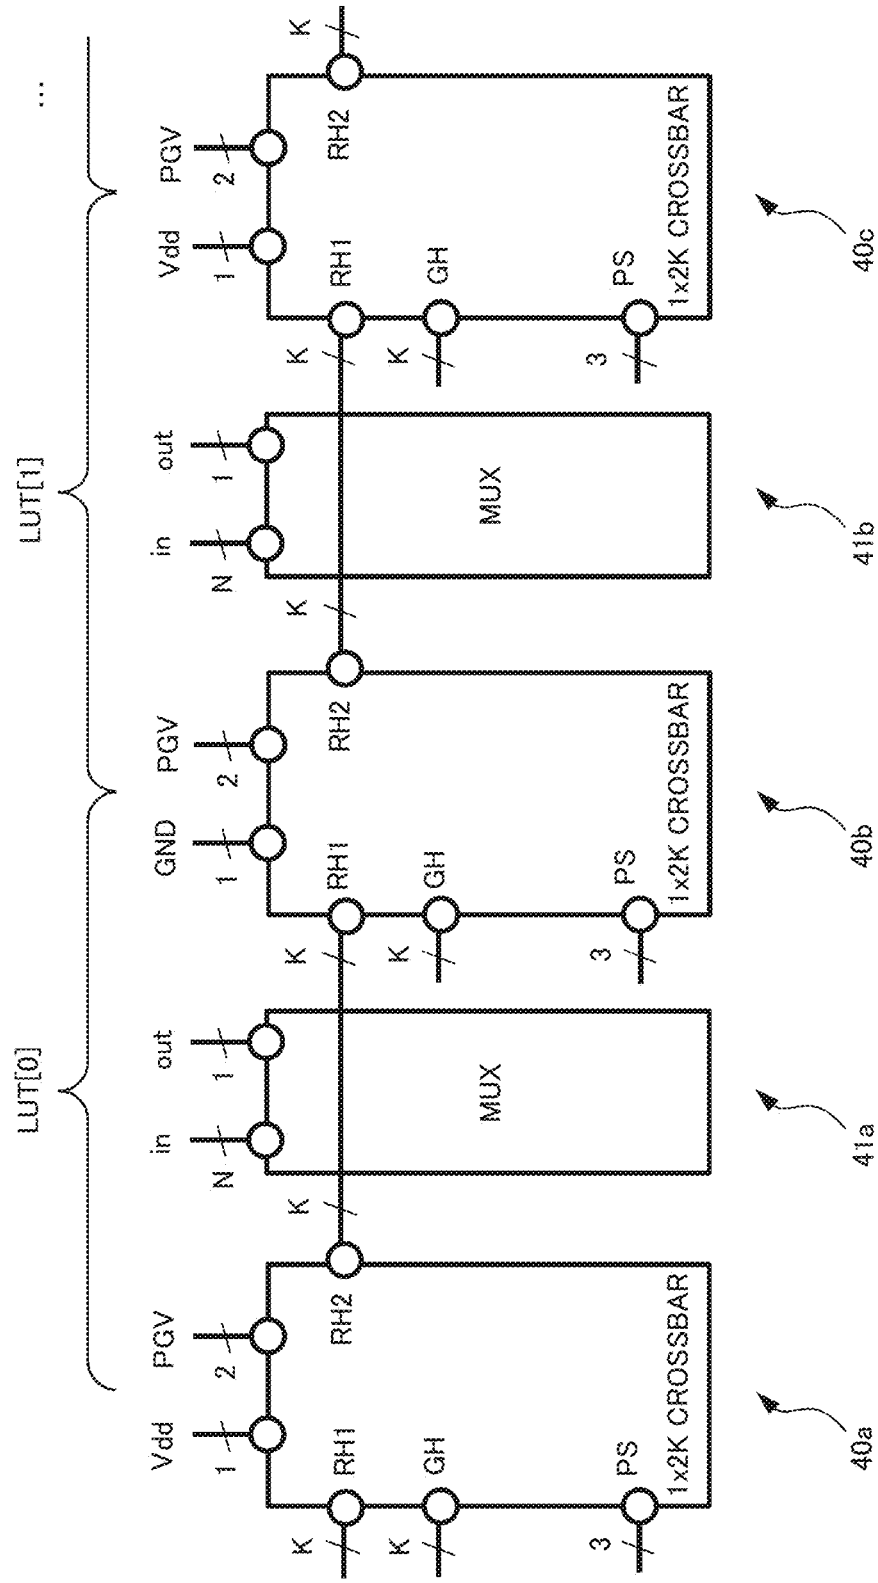 LUT[0]
LUT[1]
...
Vdd
PGV
in
out
GND
PGV
in
out
Vdd
PGV
1
2
N
1
1
2
N
1
1
2
K
RH1
RH2
K
K
RH1
RH2
K
K
RH1
RH2
K
K
GH
MUX
K
GH
MUX
K
GH
3
PS
3
PS
3
PS
1x2K CROSSBAR
1x2K CROSSBAR
1x2K CROSSBAR
40a
41a
40b
41b
40c